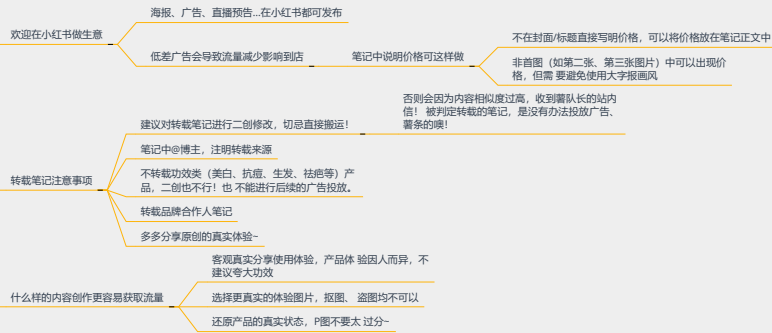 欢迎在小红书做生意
海报、广告、直播预告...在小红书都可发布
低差广告会导致流量减少影响到店
笔记中说明价格可这样做
不在封面/标题直接写明价格，可以将价格放在笔记正文中
非首图（如第二张、第三张图片）中可以出现价
格，但需 要避免使用大字报画风
转载笔记注意事项
建议对转载笔记进行二创修改，切忌直接搬运！
否则会因为内容相似度过高，收到薯队长的站内
信！ 被判定转载的笔记，是没有办法投放广告、
薯条的噢！
笔记中@博主，注明转载来源
不转载功效类（美白、抗痘、生发、祛疤等）产
品，二创也不行！也 不能进行后续的广告投放。
转载品牌合作人笔记
多多分享原创的真实体验~
什么样的内容创作更容易获取流量
客观真实分享使用体验，产品体 验因人而异，不
建议夸大功效
选择更真实的体验图片，抠图、 盗图均不可以
还原产品的真实状态，P图不要太 过分~